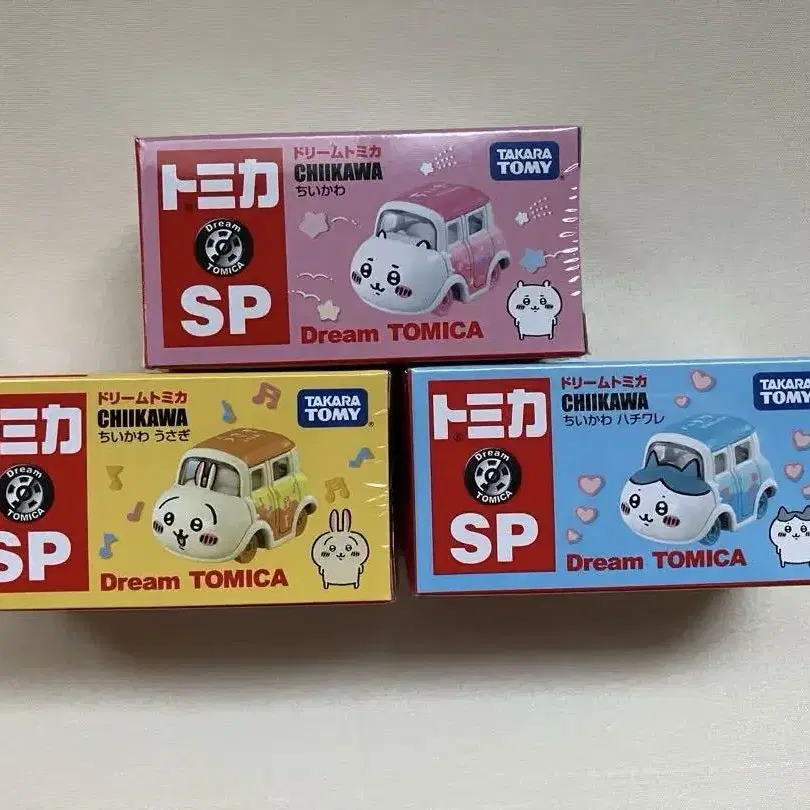 トミカ
Dream
TOMICA
SP
ドリームトミカ
CHIIKAWA
ちいかわ
TAKARA
TOMY
Dream TOMICA
トミカ
Dream
TOMICA
SP
ドリームトミカ
CHIIKAWA
ちいかわ うさぎ
TAKARA
TOMY
Dream TOMICA
トミカ
Dream
TOMICA
SP
ドリームトミカ
CHIIKAWA
ちいかわ ハチワレ
TAKARA
TOMY
Dream TOMICA